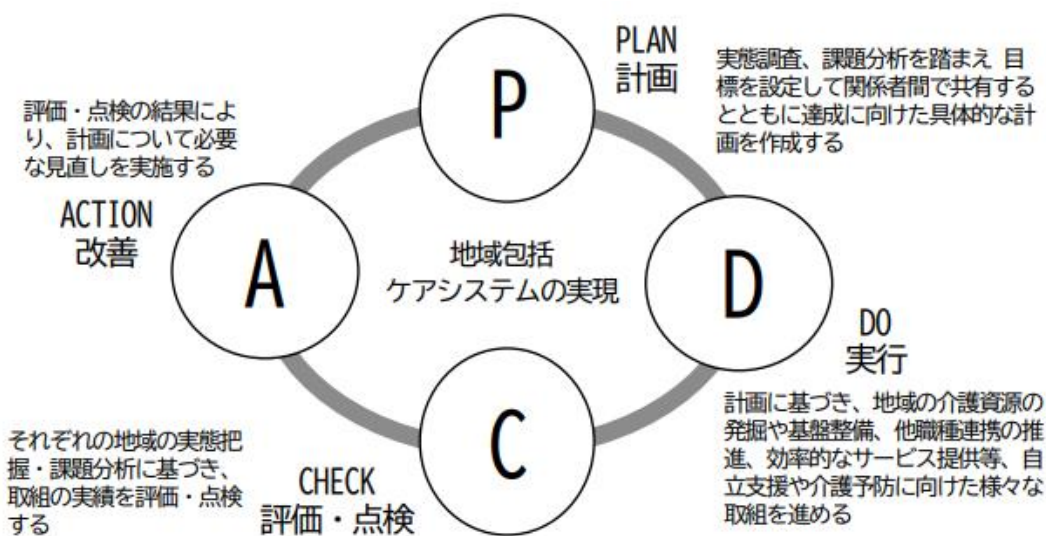 P
PLAN
計画
実態調査、課題分析を踏まえ 目
標を設定して関係者間で共有する
とともに達成に向けた具体的な計
画を作成する
評価・点検の結果によ
り、計画について必要
な見直しを実施する
ACTION
改善
A
地域包括
ケアシステムの実現
D
DO
実行
計画に基づき、地域の介護資源の
発掘や基盤整備、他職種連携の推
進、効率的なサービス提供等、自
立支援や介護予防に向けた様々な
取組を進める
C
CHECK
評価・点検
それぞれの地域の実態把
握・課題分析に基づき、
取組の実績を評価・点検
する